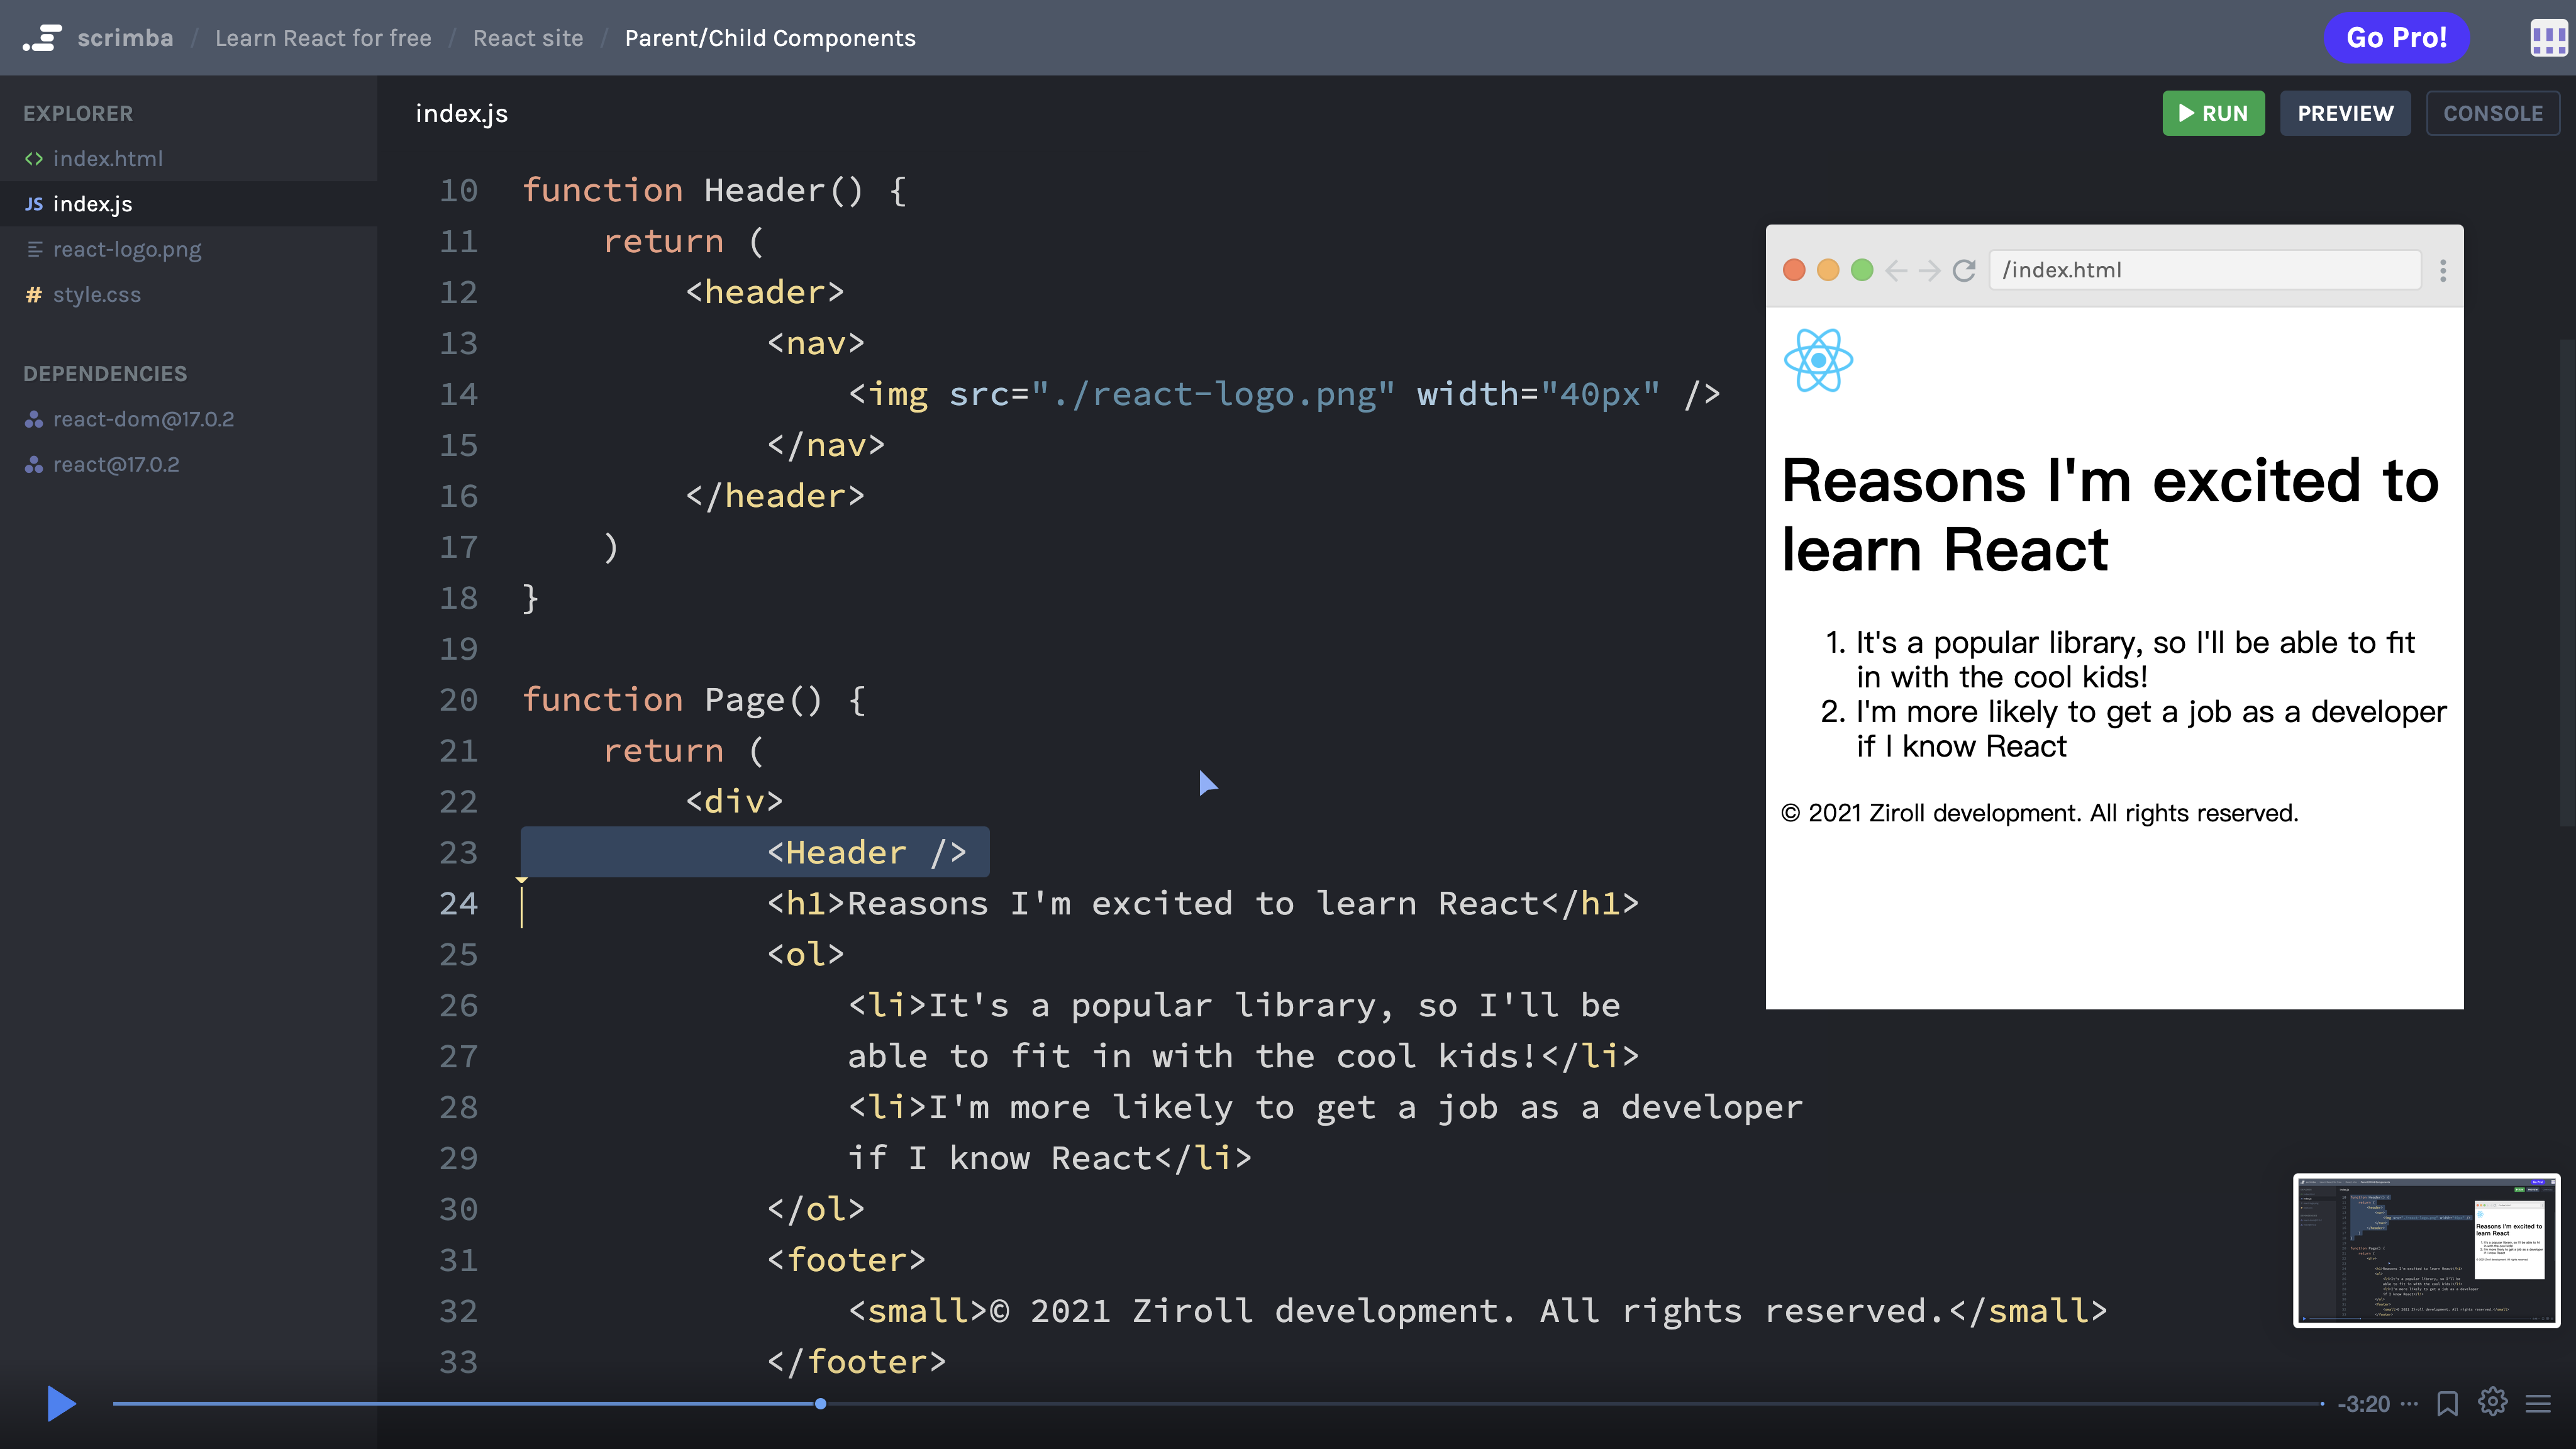 scrimba / Learn React for free / React site / Parent/Child Components
Go Pro!
EXPLORER
<> index.html
JS index.js
react-logo.png
# style.css
DEPENDENCIES
react-dom@17.0.2
react@17.0.2
index.js
RUN
PREVIEW
CONSOLE
10 function Header() {
11 return (
12 <header>
13 <nav>
14 <img src="./react-logo.png" width="40px" />
15 </nav>
16 </header>
17 )
18 }
19
20 function Page() {
21 return (
22 <div>
23 <Header />
24 <h1>Reasons I'm excited to learn React</h1>
25 <ol>
26 <li>It's a popular library, so I'll be
27 able to fit in with the cool kids!</li>
28 <li>I'm more likely to get a job as a developer
29 if I know React</li>
30 </ol>
31 <footer>
32 <small>© 2021 Ziroll development. All rights reserved.</small>
33 </footer>
/index.html
Reasons I'm excited to
learn React
1. It's a popular library, so I'll be able to fit
in with the cool kids!
2. I'm more likely to get a job as a developer
if I know React
© 2021 Ziroll development. All rights reserved.
Reasons I'm excited to
learn React
-3:20